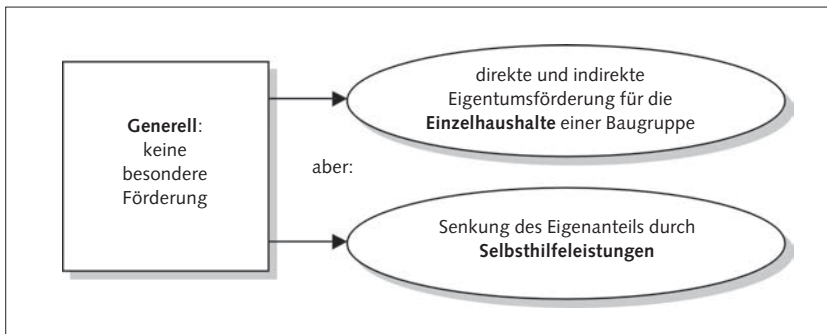 Generell:
keine
besondere
Förderung
direkte und indirekte
Eigentumsförderung für die
Einzelhaushalte einer Baugruppe
aber:
Senkung des Eigenanteils durch
Selbsthilfeleistungen